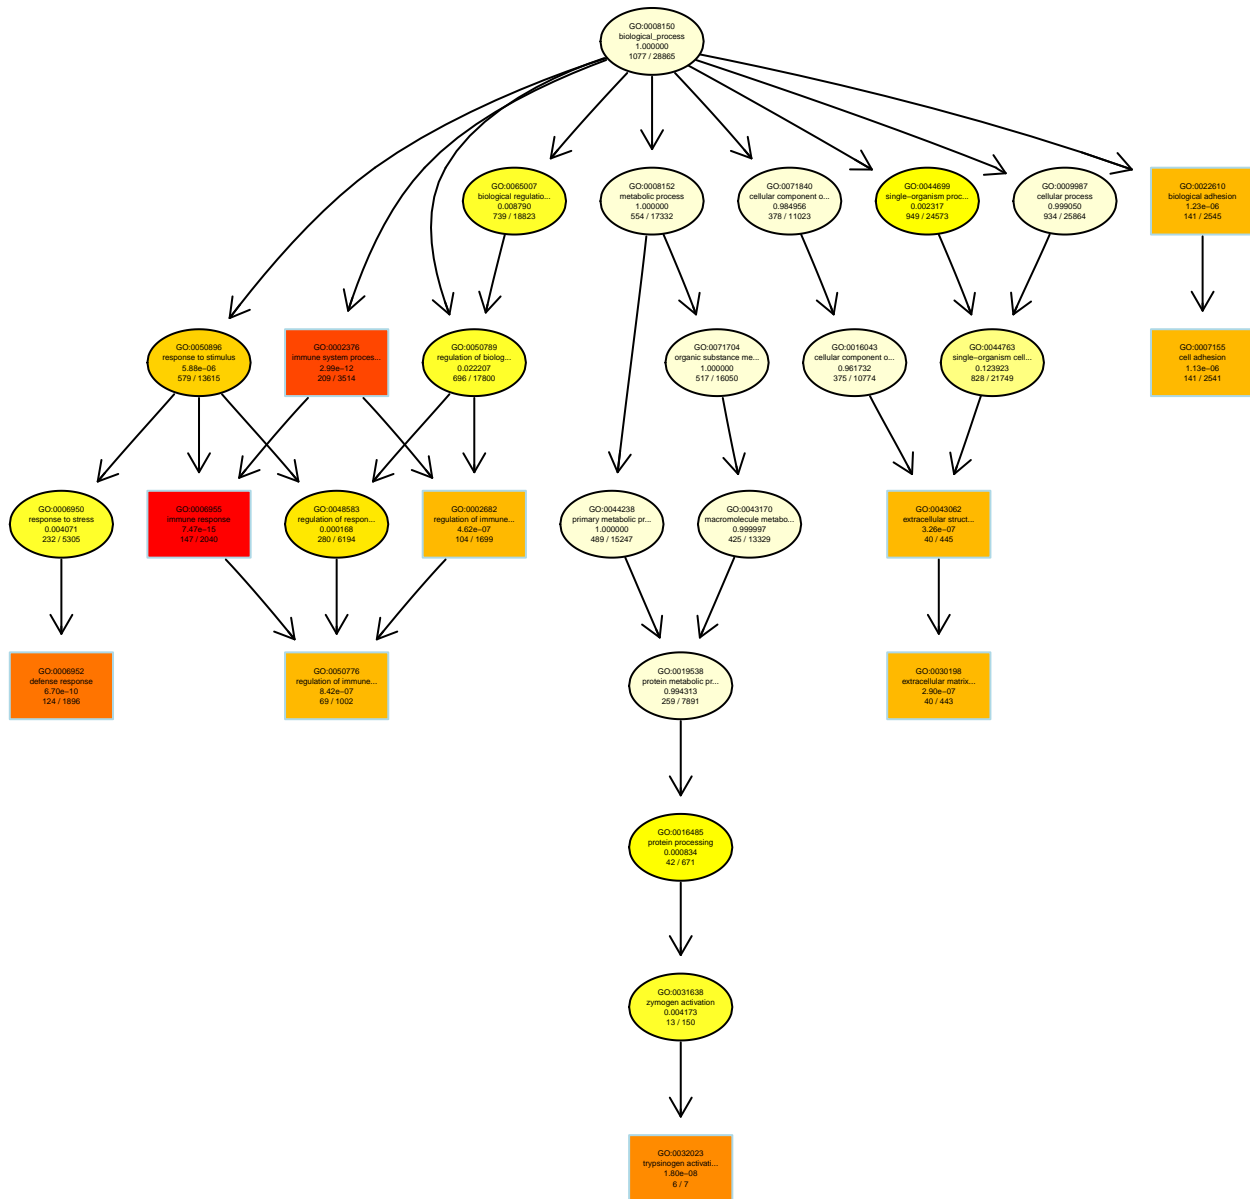 GO:0008150
biological_process
1.000000
1077 / 28865
GO:0065007
biological regulatio...
0.008790
739 / 18823
GO:0008152
metabolic process
1.000000
554 / 17332
GO:0071840
cellular component o...
0.984956
378 / 11023
GO:0044699
single−organism proc...
0.002317
949 / 24573
GO:0009987
cellular process
0.999050
934 / 25864
GO:0022610
biological adhesion
1.23e−06
141 / 2545
GO:0050896
response to stimulus
5.88e−06
579 / 13615
GO:0002376
immune system proces...
2.99e−12
209 / 3514
GO:0050789
regulation of biolog...
0.022207
696 / 17800
GO:0071704
organic substance me...
1.000000
517 / 16050
GO:0016043
cellular component o...
0.961732
375 / 10774
GO:0044763
single−organism cell...
0.123923
828 / 21749
GO:0007155
cell adhesion
1.13e−06
141 / 2541
GO:0006950
response to stress
0.004071
232 / 5305
GO:0006955
immune response
7.47e−15
147 / 2040
GO:0048583
regulation of respon...
0.000168
280 / 6194
GO:0002682
regulation of immune...
4.62e−07
104 / 1699
GO:0044238
primary metabolic pr...
1.000000
489 / 15247
GO:0043170
macromolecule metabo...
0.999997
425 / 13329
GO:0043062
extracellular struct...
3.26e−07
40 / 445
GO:0006952
defense response
6.70e−10
124 / 1896
GO:0050776
regulation of immune...
8.42e−07
69 / 1002
GO:0019538
protein metabolic pr...
0.994313
259 / 7891
GO:0030198
extracellular matrix...
2.90e−07
40 / 443
GO:0016485
protein processing
0.000834
42 / 671
GO:0031638
zymogen activation
0.004173
13 / 150
GO:0032023
trypsinogen activati...
1.80e−08
6 / 7